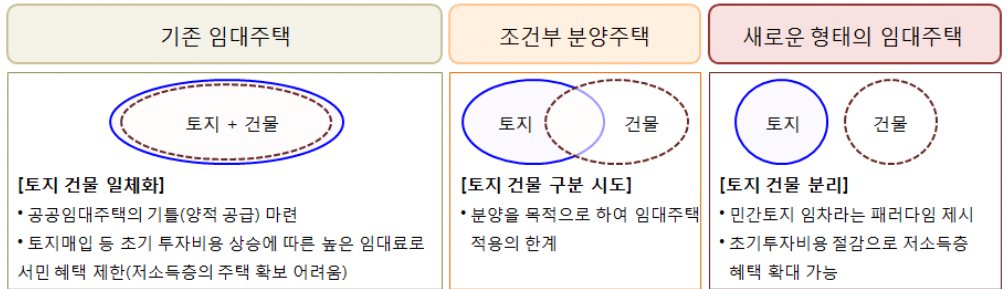 기존 임대주택
토지 + 건물
[토지 건물 일체화]
• 공공임대주택의 기틀(양적 공급) 마련
• 토지매입 등 초기 투자비용 상승에 따른 높은 임대료로
서민 혜택 제한(저소득층의 주택 확보 어려움)
조건부 분양주택
토지 건물
[토지 건물 구분 시도]
• 분양을 목적으로 하여 임대주택
적용의 한계
새로운 형태의 임대주택
토지 건물
[토지 건물 분리]
• 민간토지 임차라는 패러다임 제시
• 초기투자비용 절감으로 저소득층
혜택 확대 가능